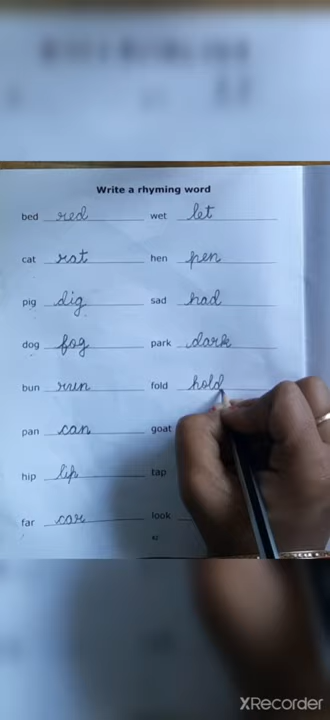 Write a rhyming word
bed red wet let
cat rat hen pen
pig dig sad had
dog fog park dark
bun run fold hold
pan can goat
hip lip tap
far car look
XRecorder